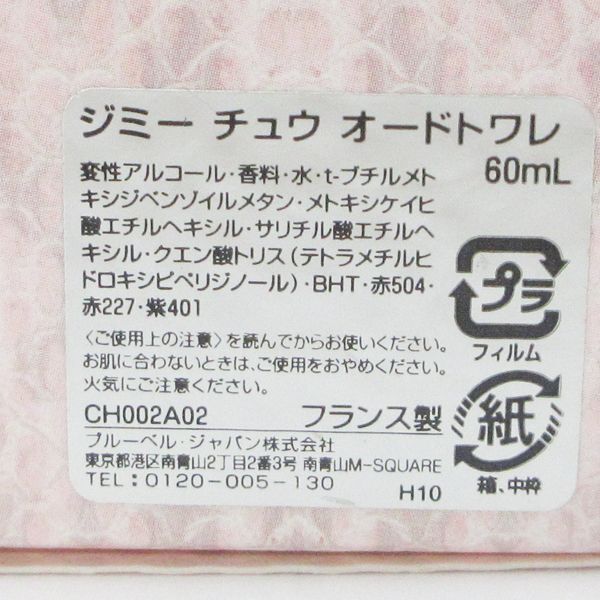 ジミー チュウ オードトワレ
60mL
変性アルコール・香料・水・t-ブチルメト
キシジベンゾイルメタン・メトキシケイヒ
酸エチルヘキシル・サリチル酸エチルヘ
キシル・クエン酸トリス(テトラメチルヒ
ドロキシピペリジノール)・BHT・赤504・
赤227・紫401
〈ご使用上の注意〉を読んでからお使いください。
お肌に合わないときは、ご使用をおやめください。
火気にご注意ください。
CH002A02 フランス製
ブルーベル・ジャパン株式会社
東京都港区南青山2丁目2番3号 南青山M-SQUARE
TEL:0120-005-130
H10
プラ
フィルム
紙
箱、中枠